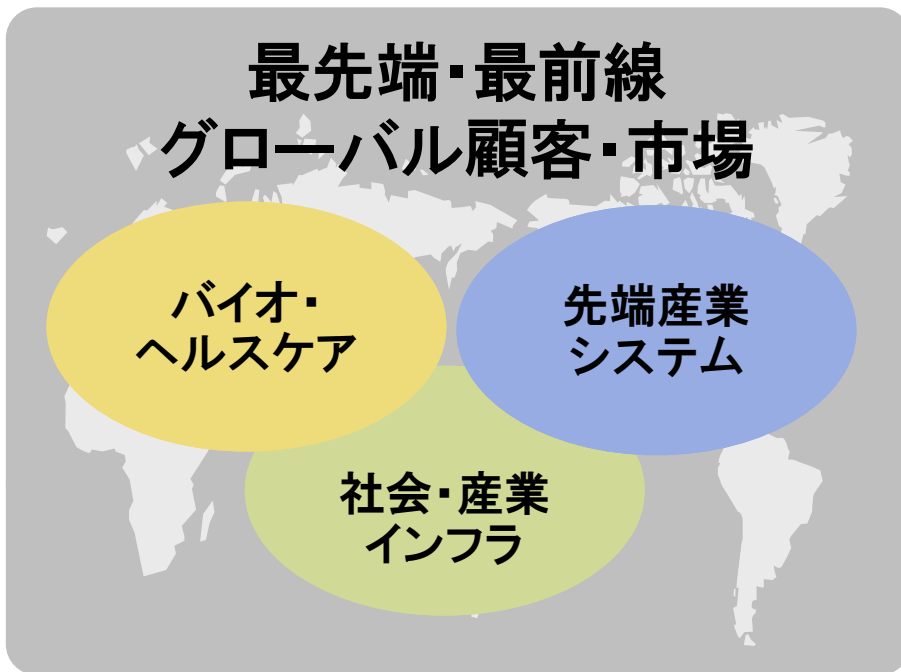 最先端・最前線
グローバル顧客・市場
バイオ・
ヘルスケア
先端産業
システム
社会・産業
インフラ